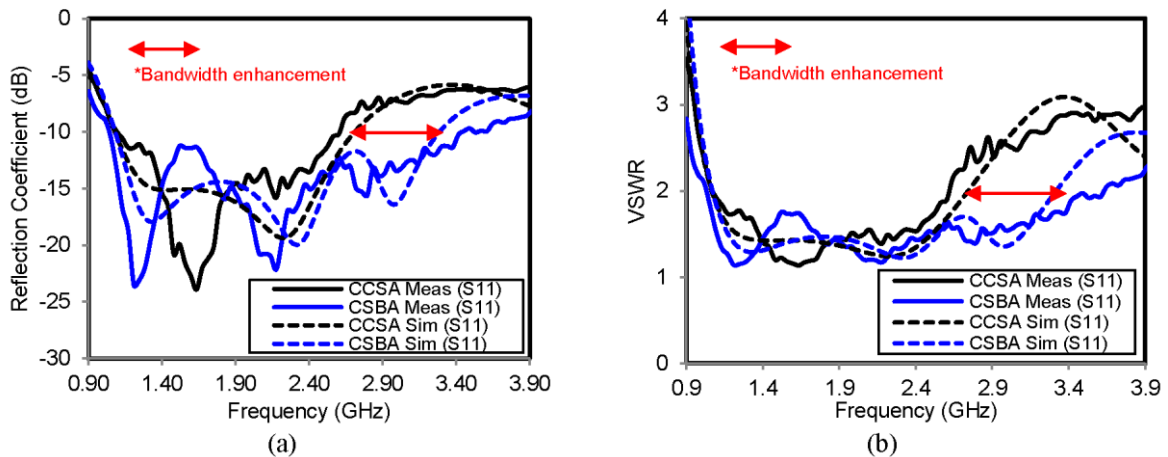 0
-5
-10
-15
-20
-25
-30
Reflection Coefficient (dB)
*Bandwidth enhancement
CCSA Meas (S11)
CSBA Meas (S11)
CCSA Sim (S11)
CSBA Sim (S11)
0.90 1.40 1.90 2.40 2.90 3.40 3.90
Frequency (GHz)
(a)
4
3
2
1
0
VSWR
*Bandwidth enhancement
CCSA Meas (S11)
CSBA Meas (S11)
CCSA Sim (S11)
CSBA Sim (S11)
0.9 1.4 1.9 2.4 2.9 3.4 3.9
Frequency (GHz)
(b)